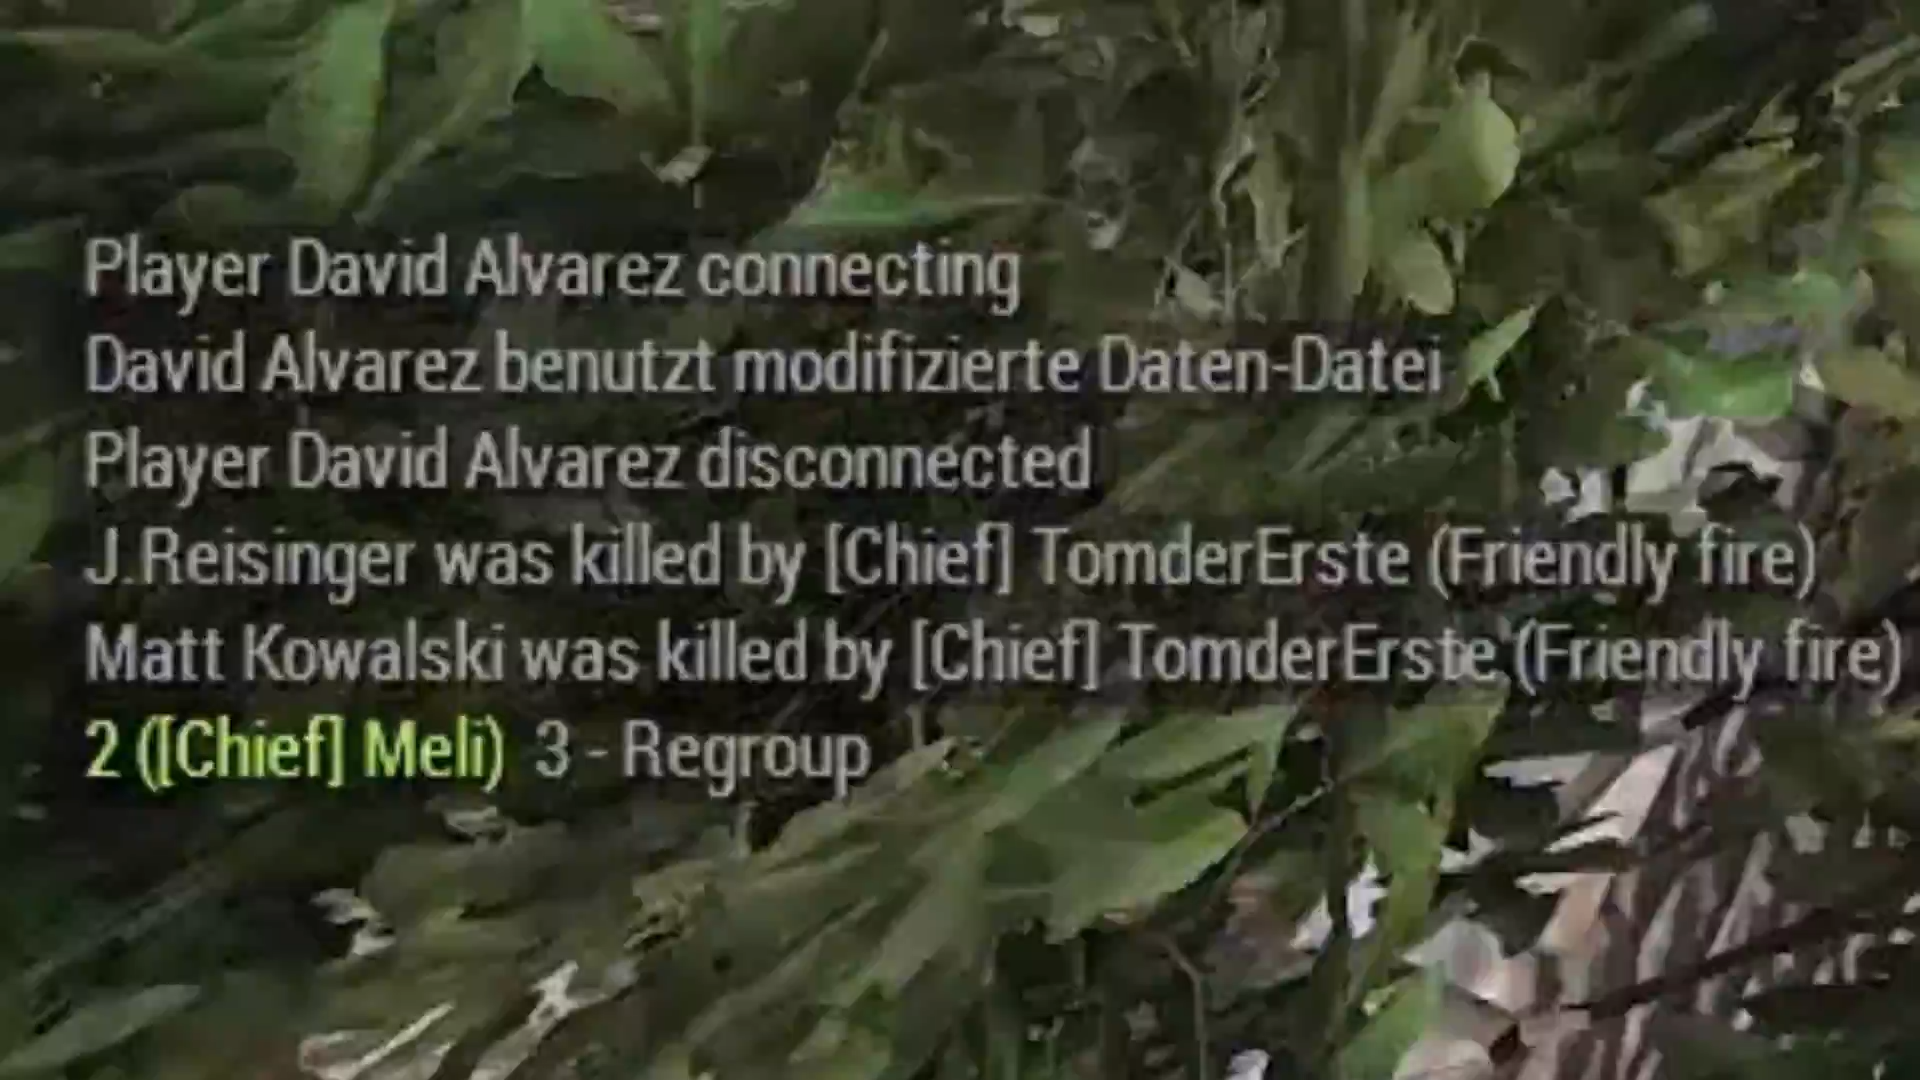 Player David Alvarez connecting
David Alvarez benutzt modifizierte Daten-Datei
Player David Alvarez disconnected
J.Reisinger was killed by [Chief] TomderErste (Friendly fire)
Matt Kowalski was killed by [Chief] TomderErste (Friendly fire)
2 ([Chief] Meli) 3 - Regroup